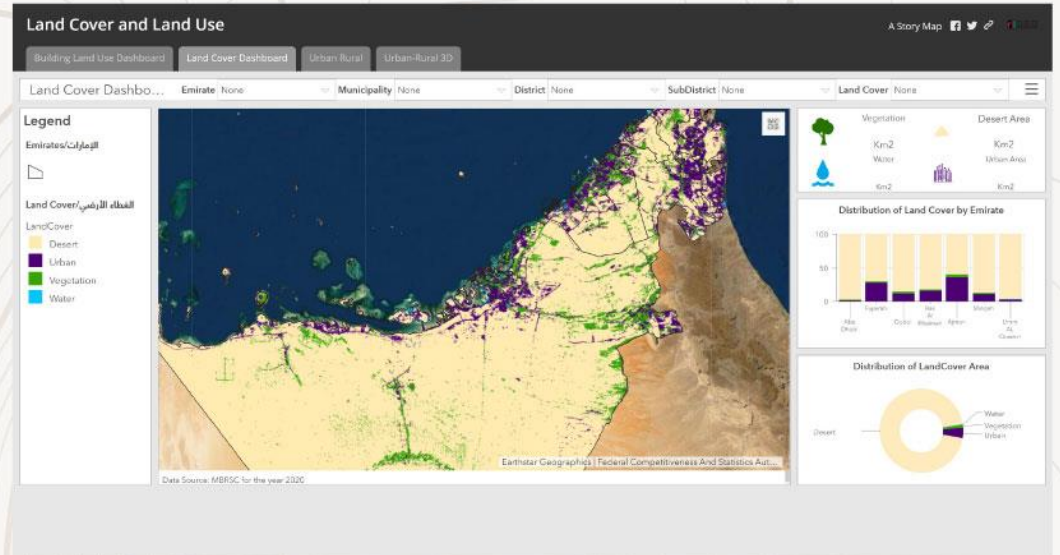 Land Cover and Land Use
A Story Map
Building Land Use Dashboard
Land Cover Dashboard
Urban Rural
Urban-Rural 3D
Land Cover Dashbo...
Emirate None
Municipality None
District None
SubDistrict None
Land Cover None
Legend
Emirates/الإمارات
Land Cover/الغطاء الأرضي
LandCover
Desert
Urban
Vegetation
Water
Earthstar Geographics | Federal Competitiveness And Statistics Aut...
Data Source: MBRSC for the year 2020
Vegetation
Km2
Desert Area
Km2
Water
Km2
Urban Area
Km2
Distribution of Land Cover by Emirate
100
50
0
Abu Dhabi
Fujairah
Dubai
Ras Al Khaimah
Ajman
Sharjah
Umm AL Quwain
Distribution of LandCover Area
Desert
Water
Vegetation
Urban